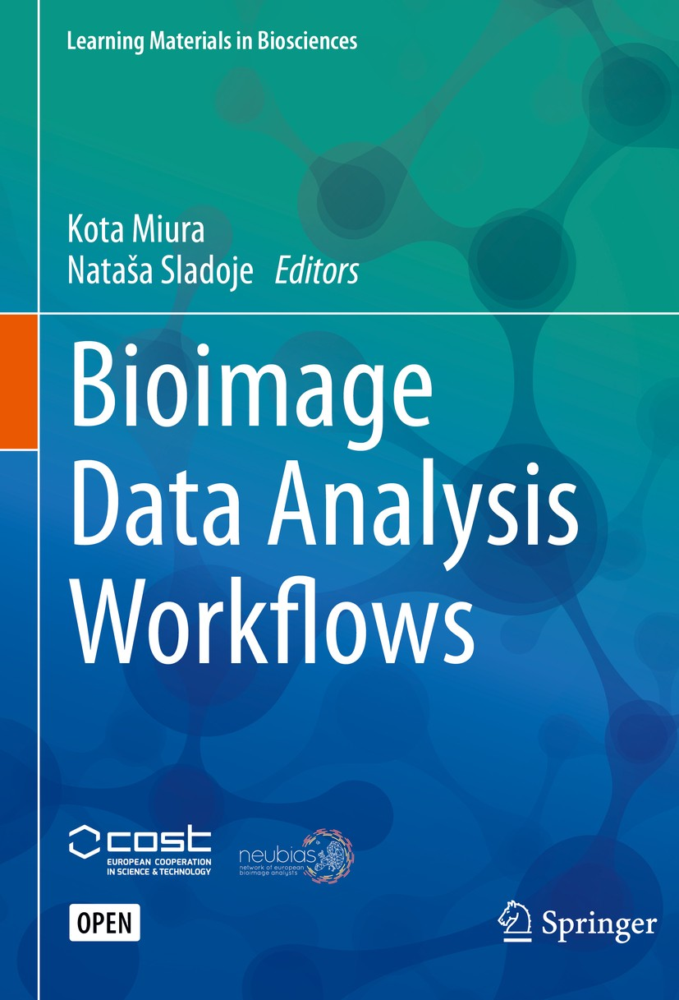 Learning Materials in Biosciences
Kota Miura
Nataša Sladoje Editors
Bioimage
Data Analysis
Workflows
cost
EUROPEAN COOPERATION
IN SCIENCE & TECHNOLOGY
neubias
network of european
bioimage analysts
OPEN
Springer